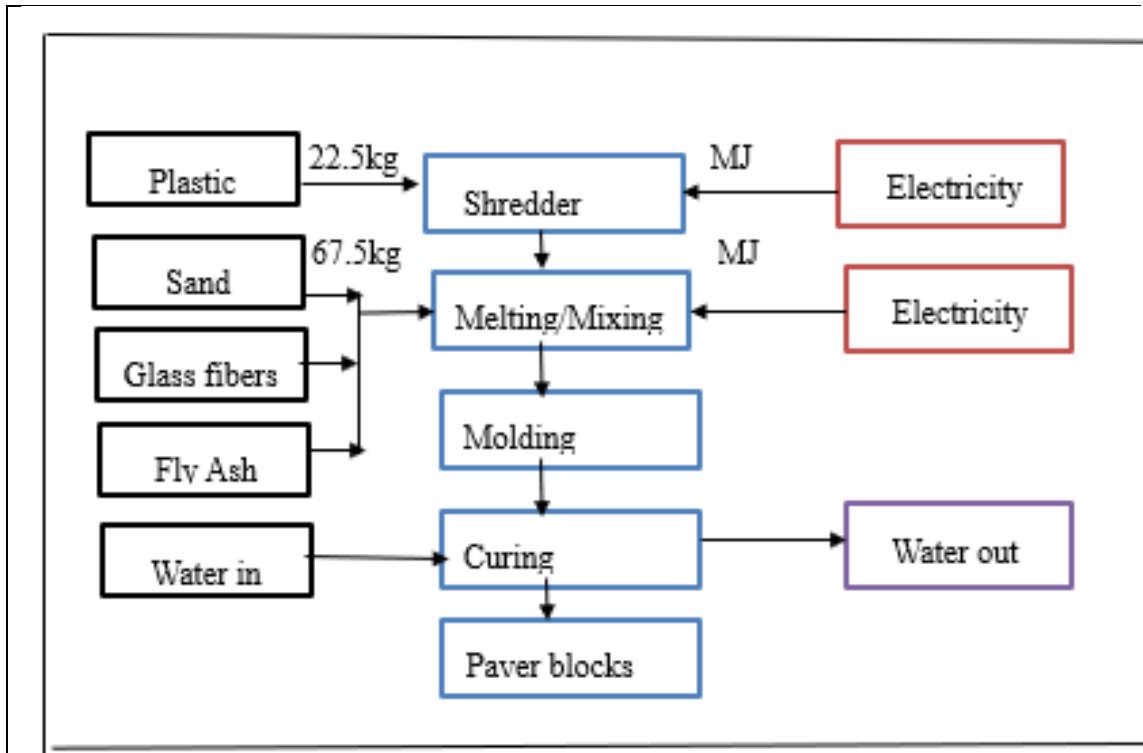 Plastic
22.5kg
Shredder
MJ
Electricity
Sand
67.5kg
Melting/Mixing
MJ
Electricity
Glass fibers
Molding
Fly Ash
Water in
Curing
Water out
Paver blocks